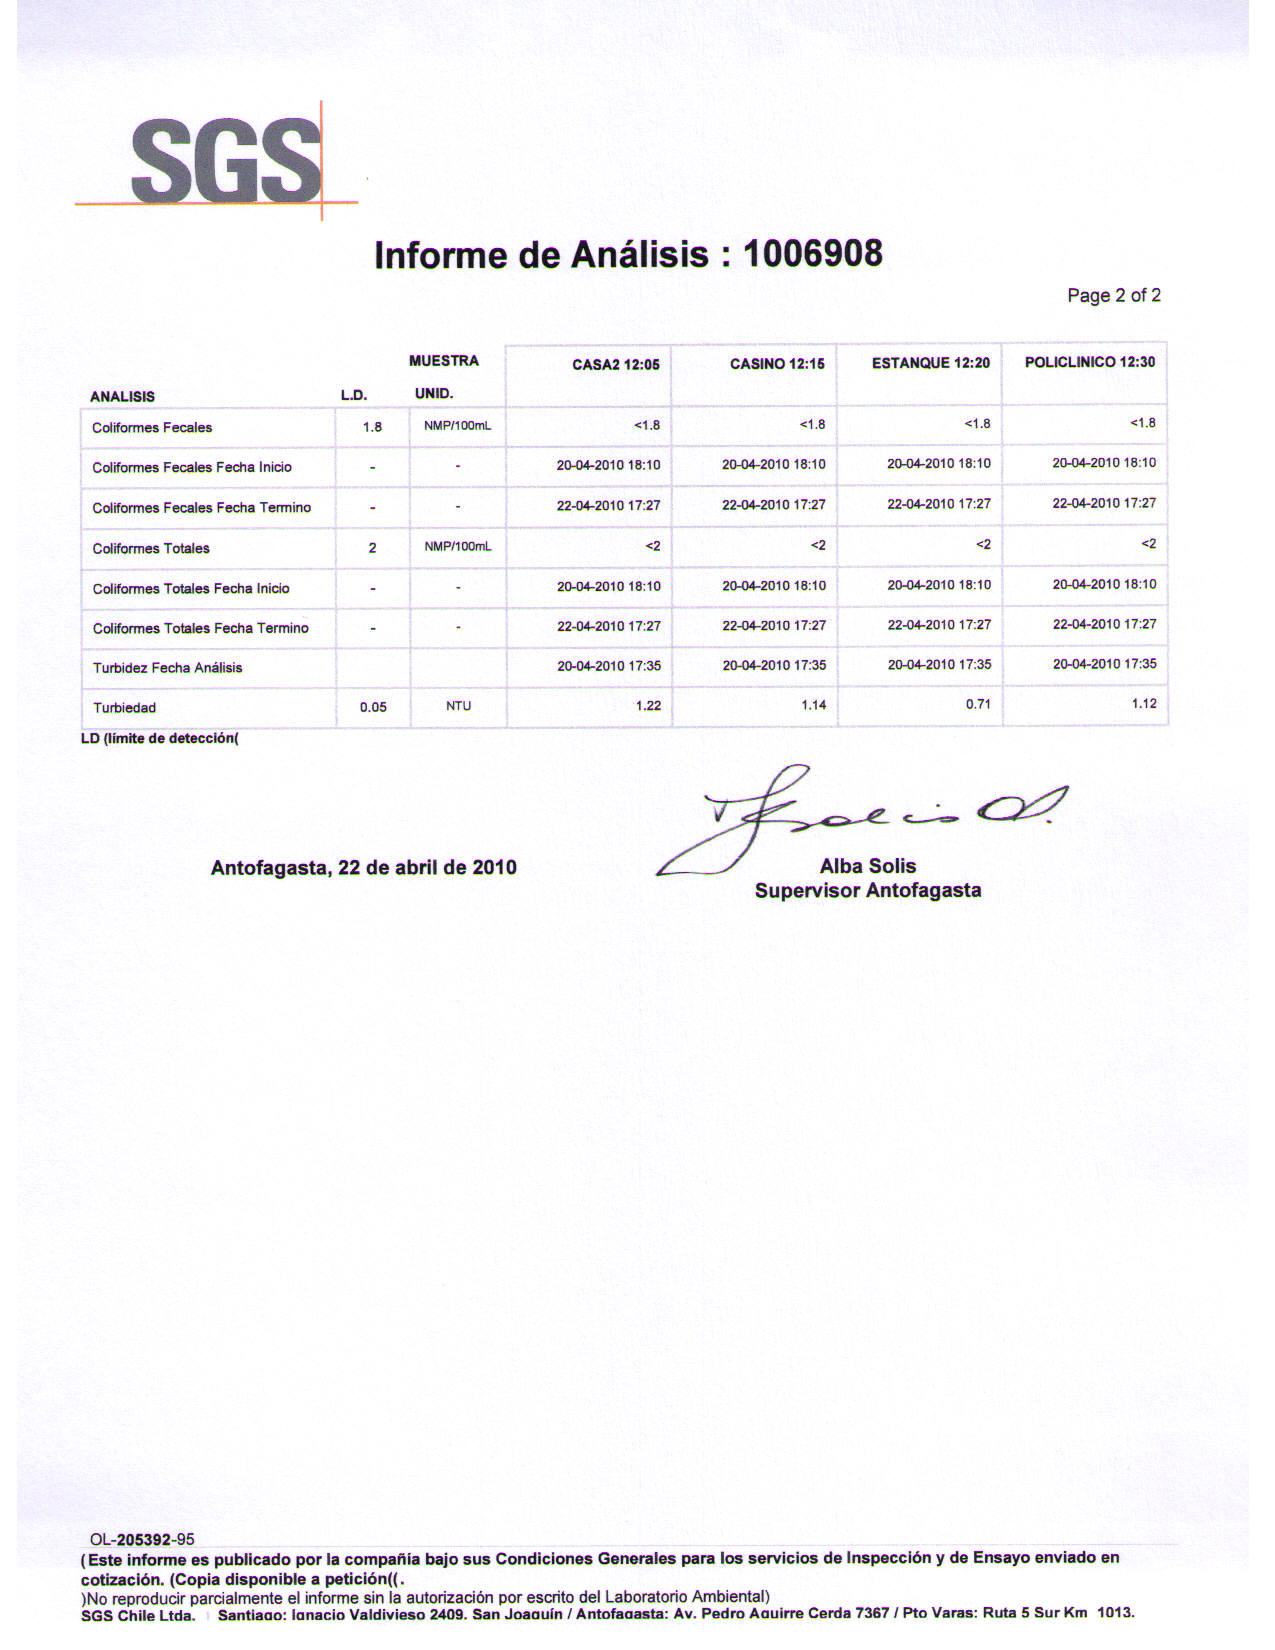 SGS
Informe de Análisis : 1006908
Page 2 of 2
MUESTRA CASA2 12:05 CASINO 12:15 ESTANQUE 12:20 POLICLINICO 12:30
ANALISIS L.D. UNID.
Coliformes Fecales 1.8 NMP/100mL <1.8 <1.8 <1.8 <1.8
Coliformes Fecales Fecha Inicio - - 20-04-2010 18:10 20-04-2010 18:10 20-04-2010 18:10 20-04-2010 18:10
Coliformes Fecales Fecha Termino - - 22-04-2010 17:27 22-04-2010 17:27 22-04-2010 17:27 22-04-2010 17:27
Coliformes Totales 2 NMP/100mL <2 <2 <2 <2
Coliformes Totales Fecha Inicio - - 20-04-2010 18:10 20-04-2010 18:10 20-04-2010 18:10 20-04-2010 18:10
Coliformes Totales Fecha Termino - - 22-04-2010 17:27 22-04-2010 17:27 22-04-2010 17:27 22-04-2010 17:27
Turbidez Fecha Análisis 20-04-2010 17:35 20-04-2010 17:35 20-04-2010 17:35 20-04-2010 17:35
Turbiedad 0.05 NTU 1.22 1.14 0.71 1.12
LD (límite de detección(
Antofagasta, 22 de abril de 2010
Alba Solis
Supervisor Antofagasta
OL-205392-95
(Este informe es publicado por la compañía bajo sus Condiciones Generales para los servicios de Inspección y de Ensayo enviado en
cotización. (Copia disponible a petición((.
)No reproducir parcialmente el informe sin la autorización por escrito del Laboratorio Ambiental)
SGS Chile Ltda. Santiago: Ignacio Valdivieso 2409. San Joaquín / Antofagasta: Av. Pedro Aguirre Cerda 7367 / Pto Varas: Ruta 5 Sur Km 1013.